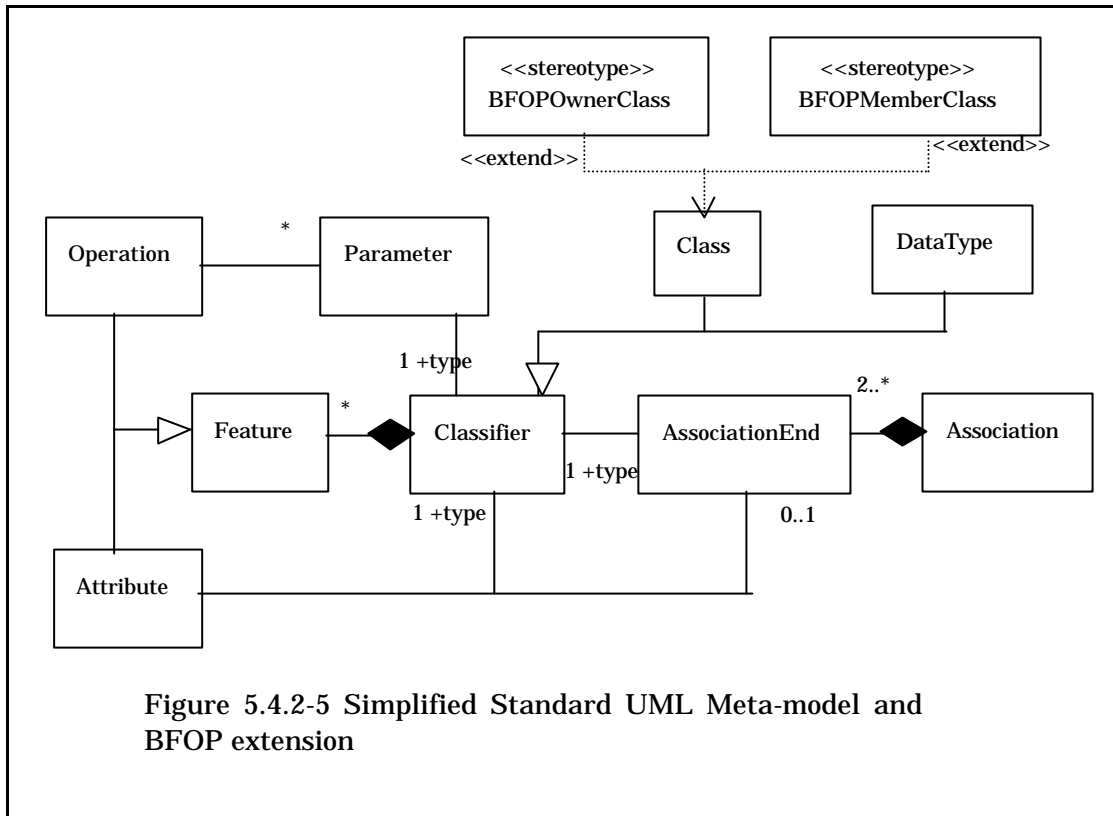 <<stereotype>>
BFOPOwnerClass
<<stereotype>>
BFOPMemberClass
<<extend>>
<<extend>>
Operation
*
Parameter
Class
DataType
1 +type
2..*
Feature
*
Classifier
AssociationEnd
Association
1 +type
1 +type
0..1
Attribute
Figure 5.4.2-5 Simplified Standard UML Meta-model and
BFOP extension